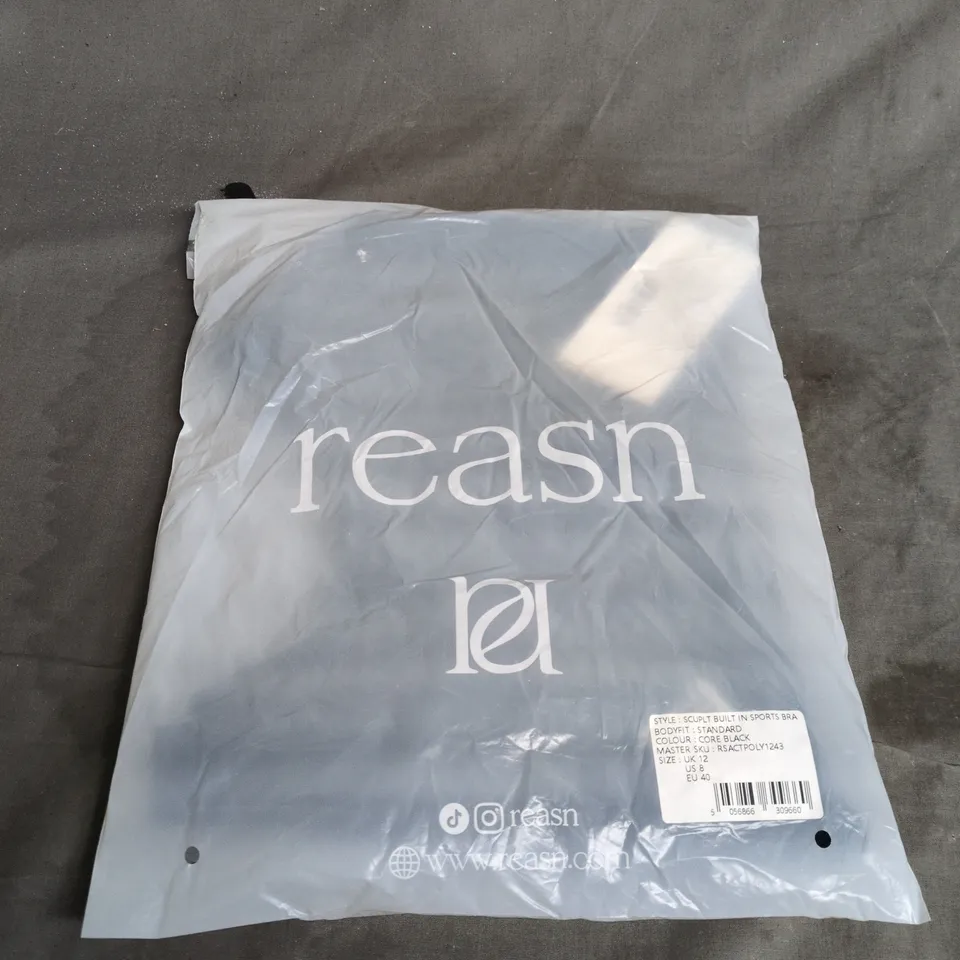 reasn
STYLE : SCUPLT BUILT IN SPORTS BRA
BODYFIT : STANDARD
COLOUR : CORE BLACK
MASTER SKU : RSACTPOLY1243
SIZE : UK 12
US 8
EU 40
5 056866 309660
reasn
www.reasn.com